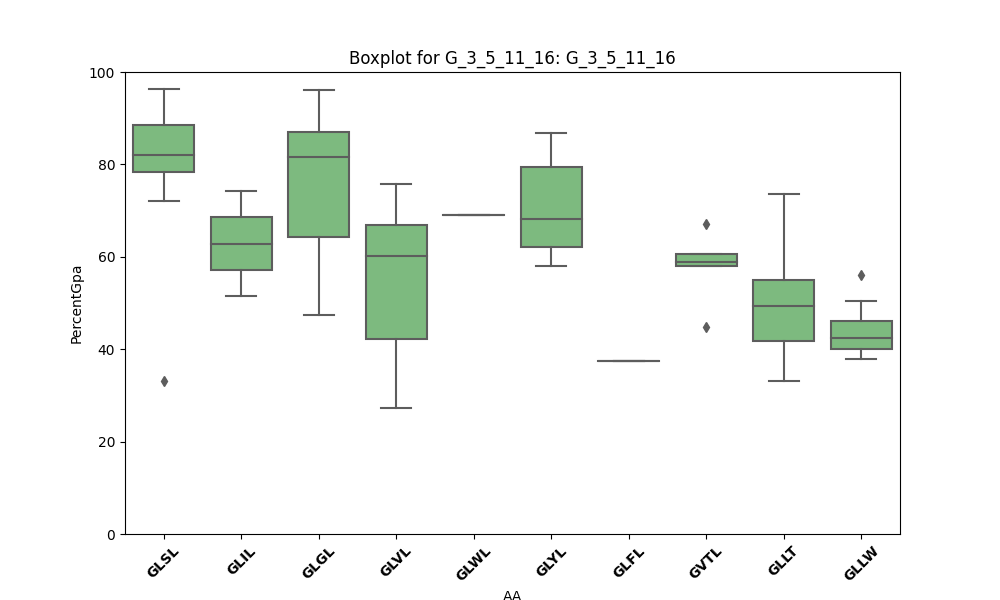 Boxplot for G_3_5_11_16: G_3_5_11_16
PercentGpa
100
80
60
40
20
0
GLSL GLIL GLGL GLVL GLWL GLYL GLFL GVTL GLLT GLLW
AA